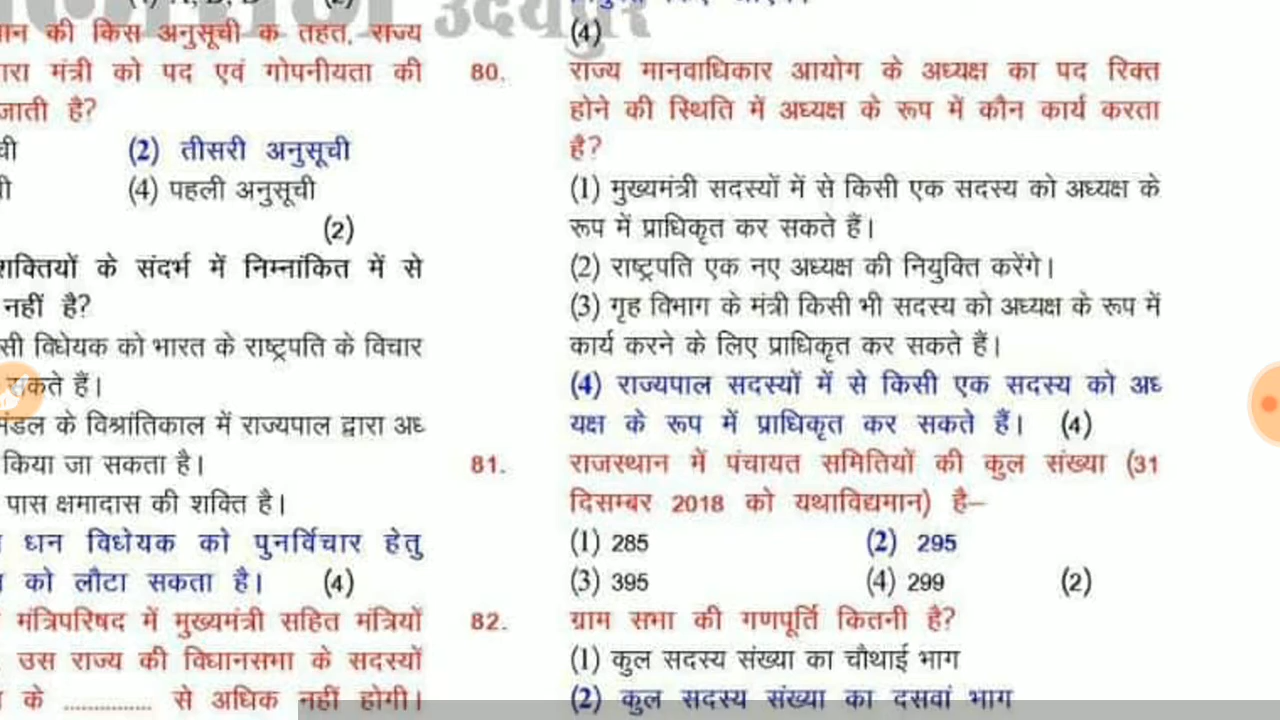 उदयपुर
ान की किस अनुसूची क तहत, राज्य
ारा मंत्री को पद एवं गोपनीयता की
जाती है?
ची
(2) तीसरी अनुसूची
ी
(4) पहली अनुसूची
(2)
शक्तियों के संदर्भ में निम्नांकित में से
नहीं है?
सी विधेयक को भारत के राष्ट्रपति के विचार
सकते हैं।
मंडल के विश्रांतिकाल में राज्यपाल द्वारा अध
किया जा सकता है।
पास क्षमादास की शक्ति है।
धन विधेयक को पुनर्विचार हेतु
को लौटा सकता है। (4)
मंत्रिपरिषद में मुख्यमंत्री सहित मंत्रियों
उस राज्य की विधानसभा के सदस्यों
के ............... से अधिक नहीं होगी।
(4)
80. राज्य मानवाधिकार आयोग के अध्यक्ष का पद रिक्त
होने की स्थिति में अध्यक्ष के रूप में कौन कार्य करता
है?
(1) मुख्यमंत्री सदस्यों में से किसी एक सदस्य को अध्यक्ष के
रूप में प्राधिकृत कर सकते हैं।
(2) राष्ट्रपति एक नए अध्यक्ष की नियुक्ति करेंगे।
(3) गृह विभाग के मंत्री किसी भी सदस्य को अध्यक्ष के रूप में
कार्य करने के लिए प्राधिकृत कर सकते हैं।
(4) राज्यपाल सदस्यों में से किसी एक सदस्य को अध
यक्ष के रूप में प्राधिकृत कर सकते हैं। (4)
81. राजस्थान में पंचायत समितियों की कुल संख्या (31
दिसम्बर 2018 को यथाविद्यमान) है–
(1) 285 (2) 295
(3) 395 (4) 299 (2)
82. ग्राम सभा की गणपूर्ति कितनी है?
(1) कुल सदस्य संख्या का चौथाई भाग
(2) कुल सदस्य संख्या का दसवां भाग